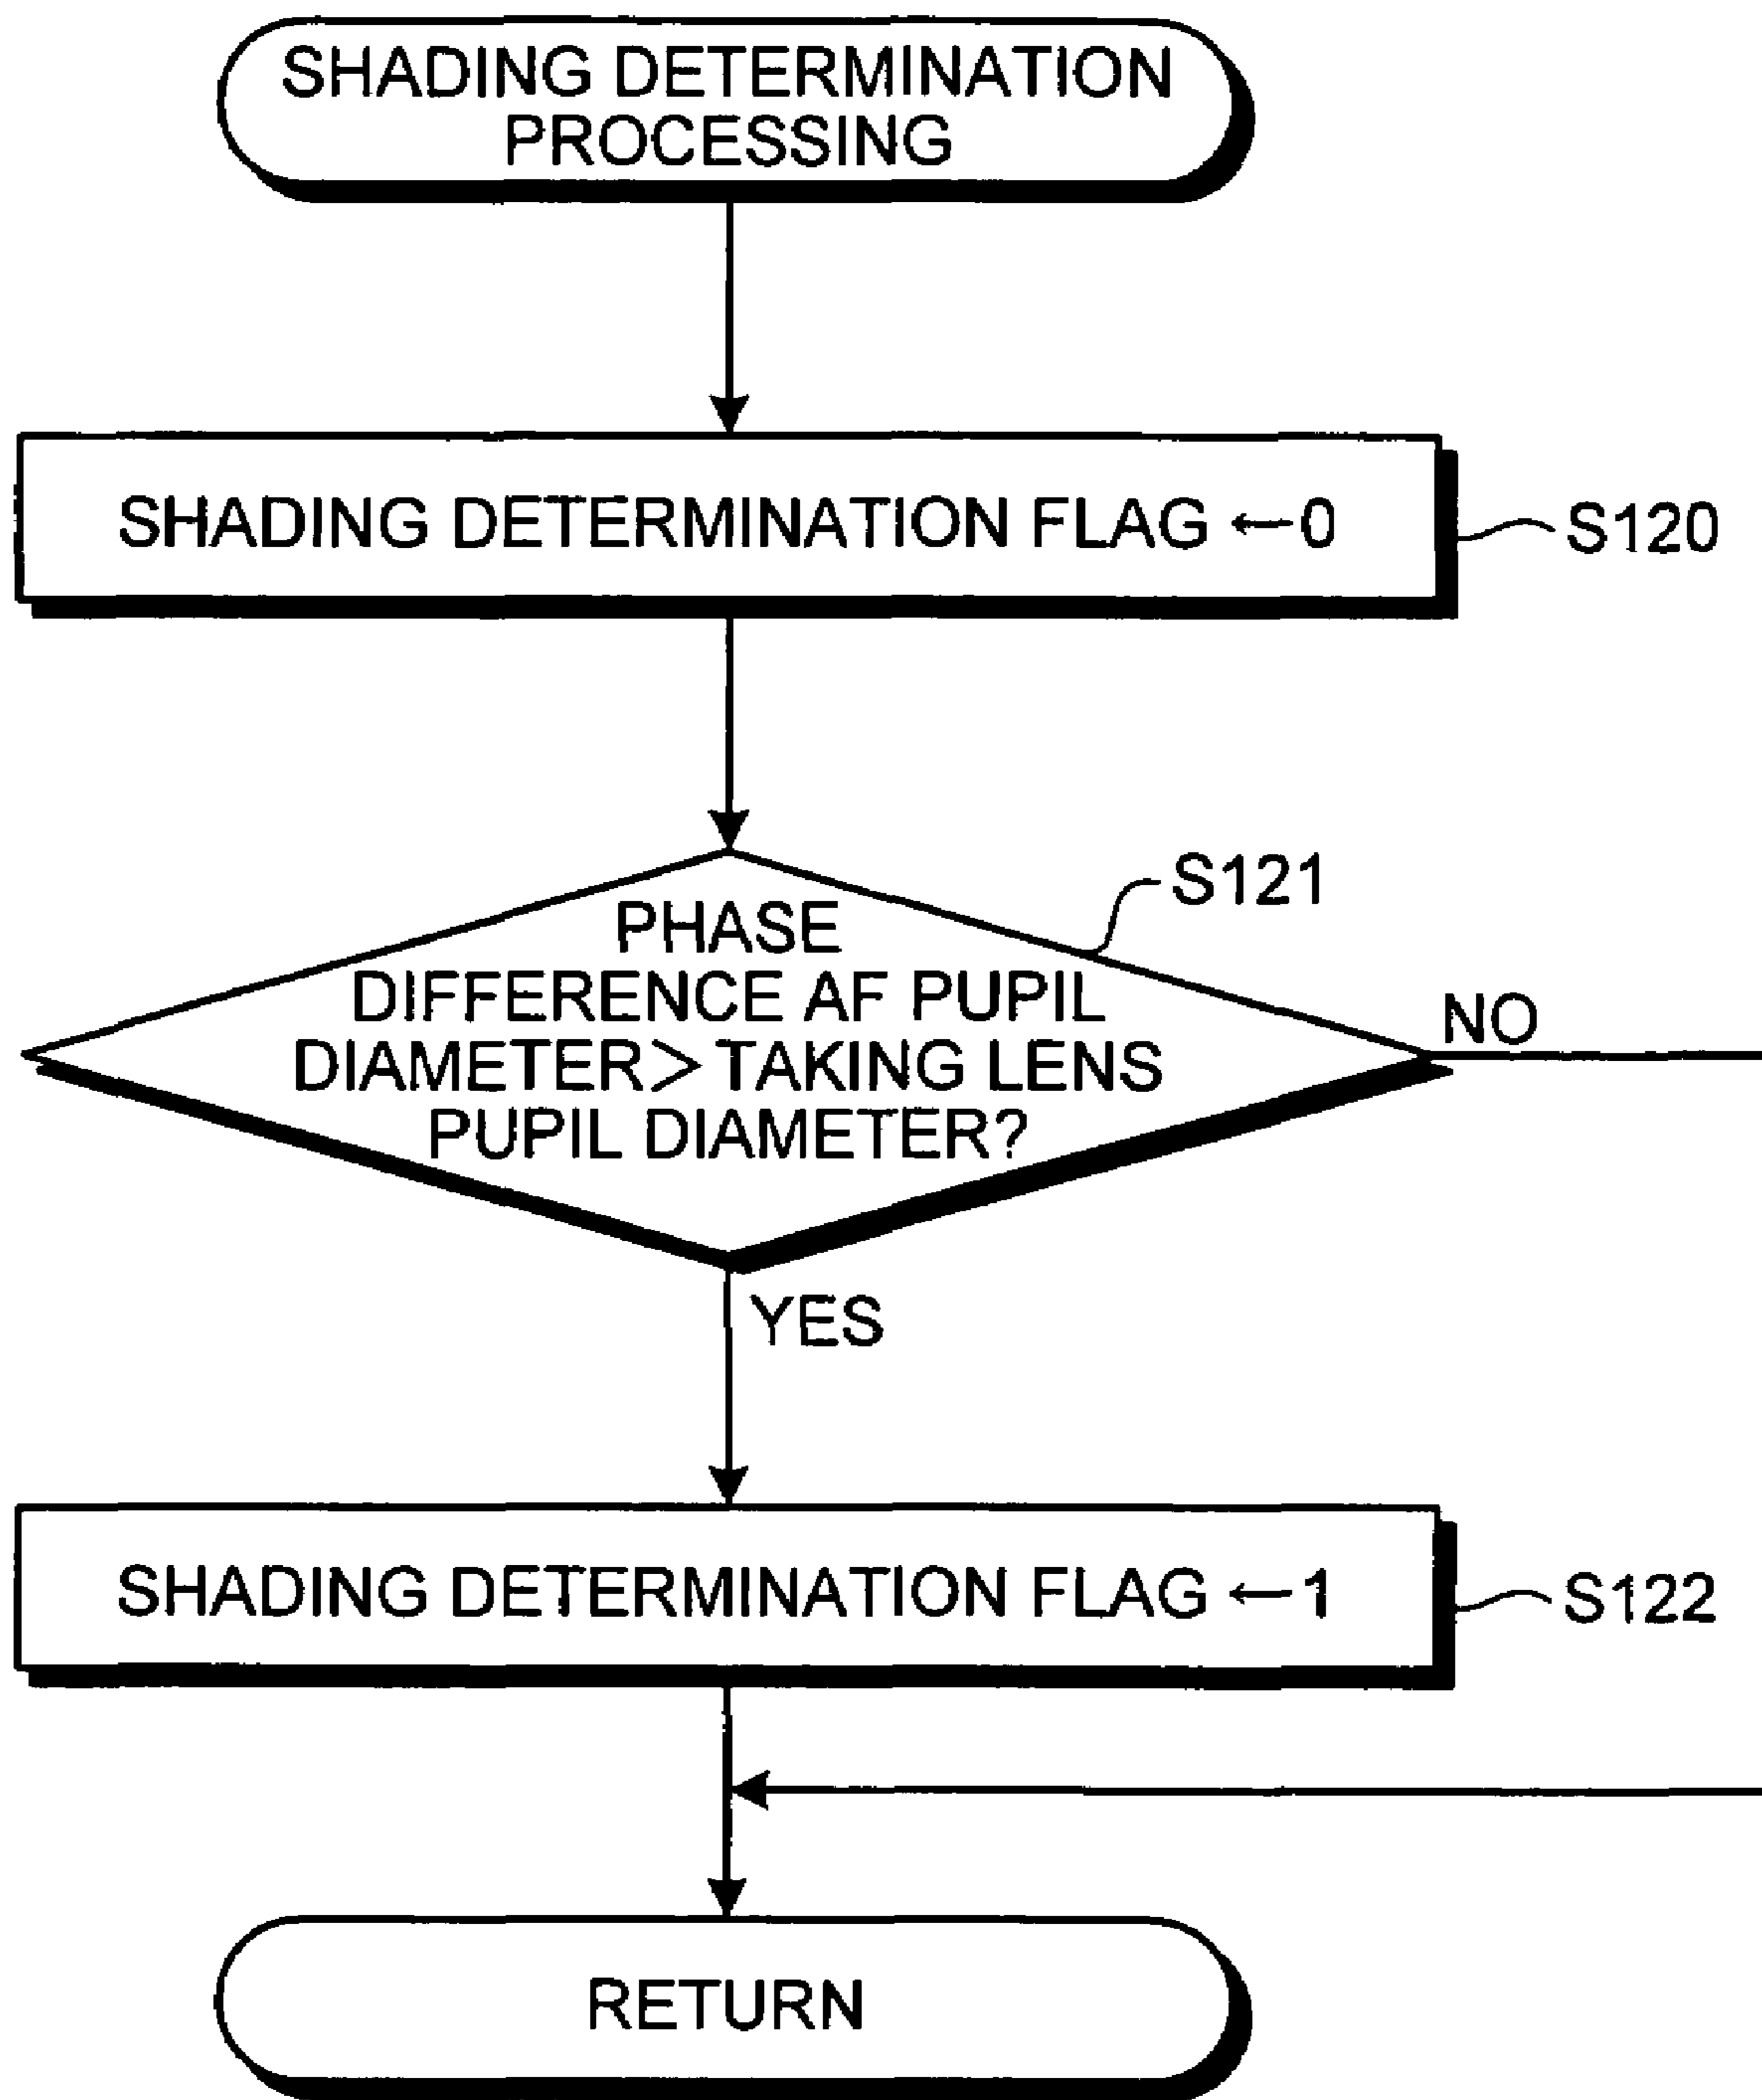 SHADING DETERMINATION
PROCESSING
SHADING DETERMINATION FLAG ←0
S120
S121
PHASE
DIFFERENCE AF PUPIL
DIAMETER> TAKING LENS
PUPIL DIAMETER?
NO
YES
SHADING DETERMINATION FLAG ←1
S122
RETURN